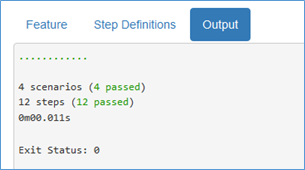 Feature Step Definitions Output
............
4 scenarios (4 passed)
12 steps (12 passed)
0m00.011s
Exit Status: 0